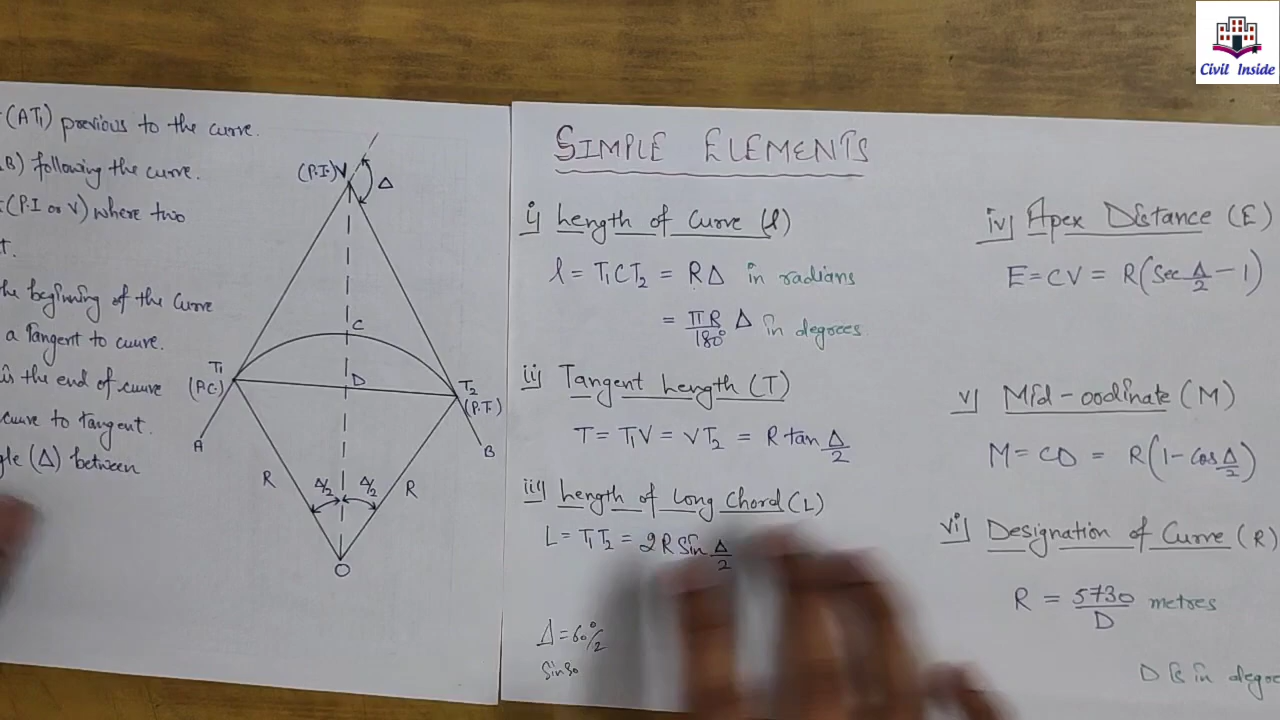 Civil Inside
(AT1) previous to the curve.
B) following the curve.
(P.I or V) where two
t.
he beginning of the curve
a Tangent to curve.
is the end of curve
curve to tangent.
gle (Δ) between
(P.I.) V
Δ
C
T1
(P.C.)
D
T2
(P.T.)
A
B
R
Δ/2
Δ/2
R
O
SIMPLE ELEMENTS
i) Length of Curve (l)
l = T1CT2 = RΔ in radians
= πR/180° Δ in degrees.
ii) Tangent Length (T)
T = T1V = VT2 = R tan Δ/2
iii) Length of Long Chord (L)
L = T1T2 = 2R Sin Δ/2
Δ = 60°/2
Sin30
iv) Apex Distance (E)
E = CV = R(Sec Δ/2 - 1)
v) Mid-oodinate (M)
M = CD = R(1 - Cos Δ/2)
vi) Designation of Curve (R)
R = 5730/D metres
D is in degree